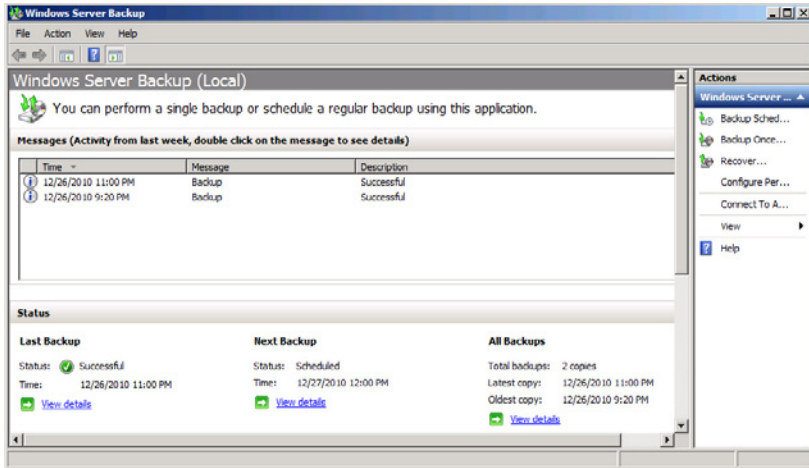 Windows Server Backup
File Action View Help
Windows Server Backup (Local)
You can perform a single backup or schedule a regular backup using this application.
Messages (Activity from last week, double click on the message to see details)
Time Message Description
12/26/2010 11:00 PM Backup Successful
12/26/2010 9:20 PM Backup Successful
Status
Last Backup
Status: Successful
Time: 12/26/2010 11:00 PM
View details
Next Backup
Status: Scheduled
Time: 12/27/2010 12:00 PM
View details
All Backups
Total backups: 2 copies
Latest copy: 12/26/2010 11:00 PM
Oldest copy: 12/26/2010 9:20 PM
View details
Actions
Windows Server ...
Backup Sched...
Backup Once...
Recover...
Configure Per...
Connect To A...
View
Help